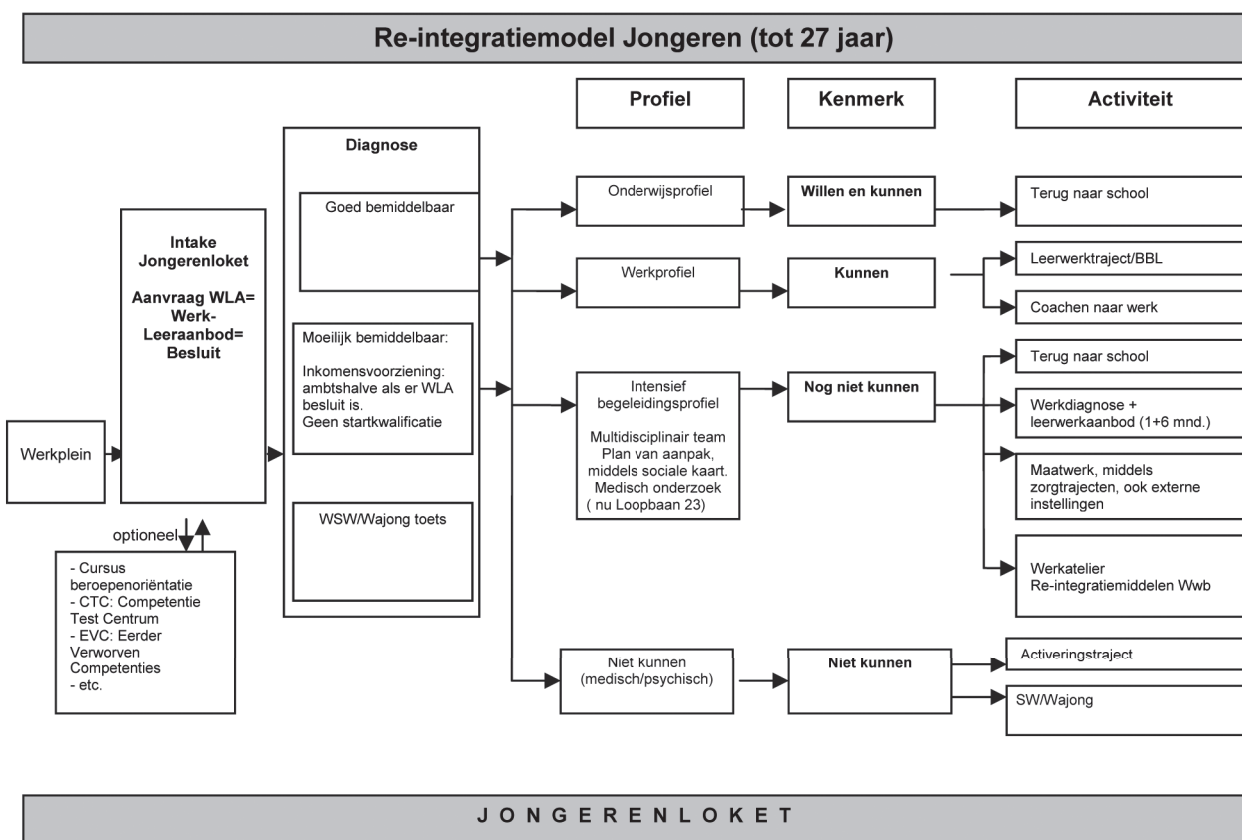 Re-integratiemodel Jongeren (tot 27 jaar)
Profiel
Kenmerk
Activiteit
Werkplein
Intake
Jongerenloket
Aanvraag WLA=
Werk-
Leeraanbod=
Besluit
optioneel
- Cursus
beroepenoriëntatie
- CTC: Competentie
Test Centrum
- EVC: Eerder
Verworven
Competenties
- etc.
Diagnose
Goed bemiddelbaar
Moeilijk bemiddelbaar:
Inkomensvoorziening:
ambtshalve als er WLA
besluit is.
Geen startkwalificatie
WSW/Wajong toets
Onderwijsprofiel
Willen en kunnen
Terug naar school
Werkprofiel
Kunnen
Leerwerktraject/BBL
Coachen naar werk
Intensief
begeleidingsprofiel
Multidisciplinair team
Plan van aanpak,
middels sociale kaart.
Medisch onderzoek
( nu Loopbaan 23)
Nog niet kunnen
Terug naar school
Werkdiagnose +
leerwerkaanbod (1+6 mnd.)
Maatwerk, middels
zorgtrajecten, ook externe
instellingen
Werkatelier
Re-integratiemiddelen Wwb
Niet kunnen
(medisch/psychisch)
Niet kunnen
Activeringstraject
SW/Wajong
J O N G E R E N L O K E T